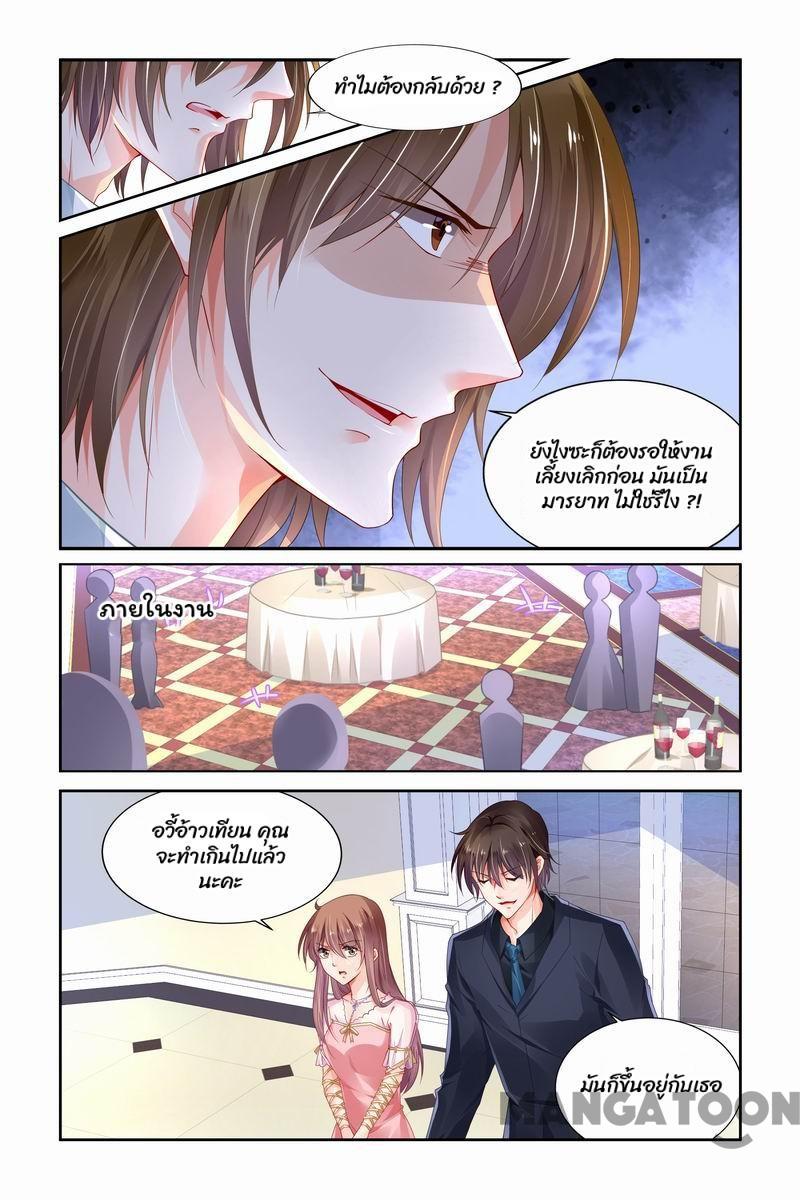 ทำไมต้องกลับด้วย ?
ยังไงซะก็ต้องรอให้งาน
เลี้ยงเลิกก่อน มันเป็น
มารยาท ไม่ใช่รึไง ?!
ภายในงาน
อวี้อ้าวเทียน คุณ
จะทำเกินไปแล้ว
นะคะ
มันก็ขึ้นอยู่กับเธอ
MANGATOON